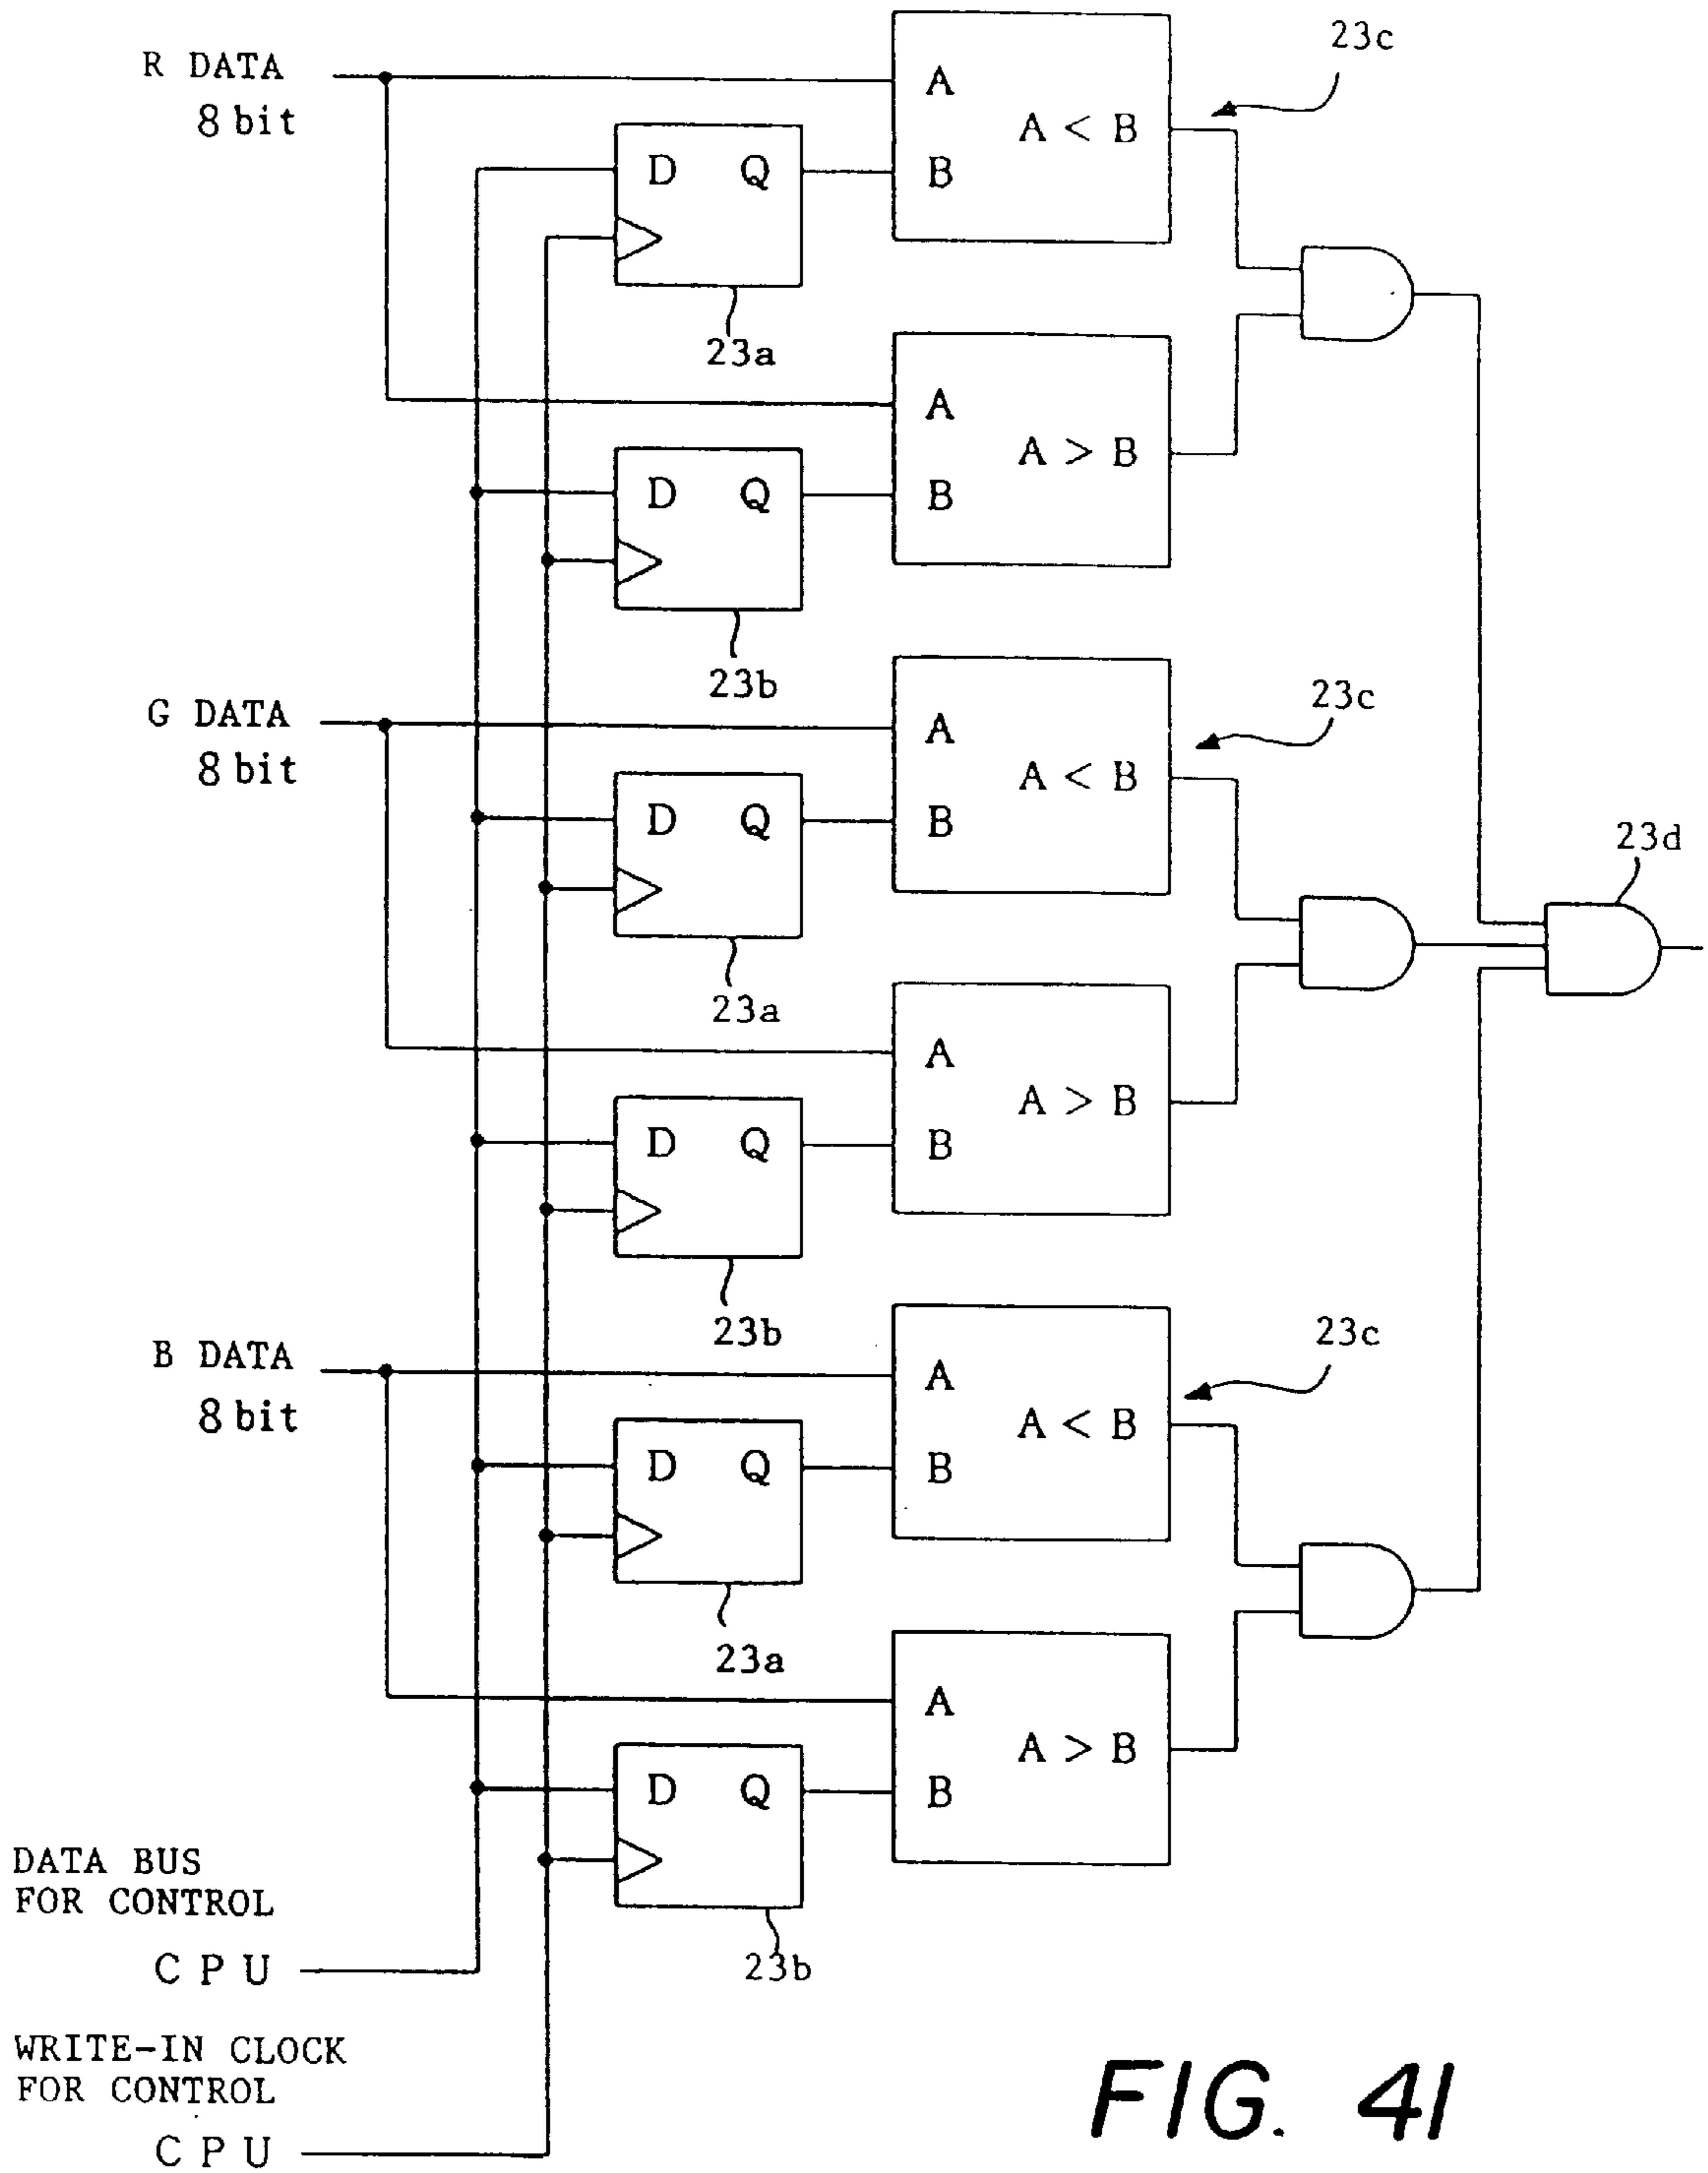 R DATA
8 bit
A
A < B
B
23c
D Q
23a
A
A > B
B
D Q
23b
G DATA
8 bit
A
A < B
B
23c
D Q
23a
23d
A
A > B
B
D Q
23b
B DATA
8 bit
A
A < B
B
23c
D Q
23a
A
A > B
B
D Q
23b
DATA BUS
FOR CONTROL
CPU
WRITE-IN CLOCK
FOR CONTROL
CPU
FIG. 41